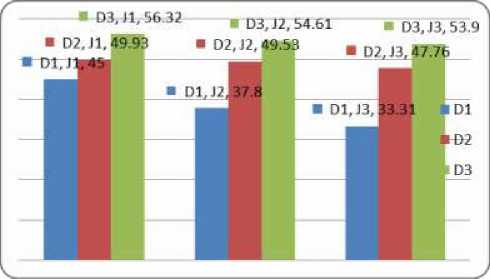 D3, J1, 56.32
D2, J1, 49.93
D1, J1, 45
D3, J2, 54.61
D2, J2, 49.53
D1, J2, 37.8
D3, J3, 53.9
D2, J3, 47.76
D1, J3, 33.31
D1
D2
D3